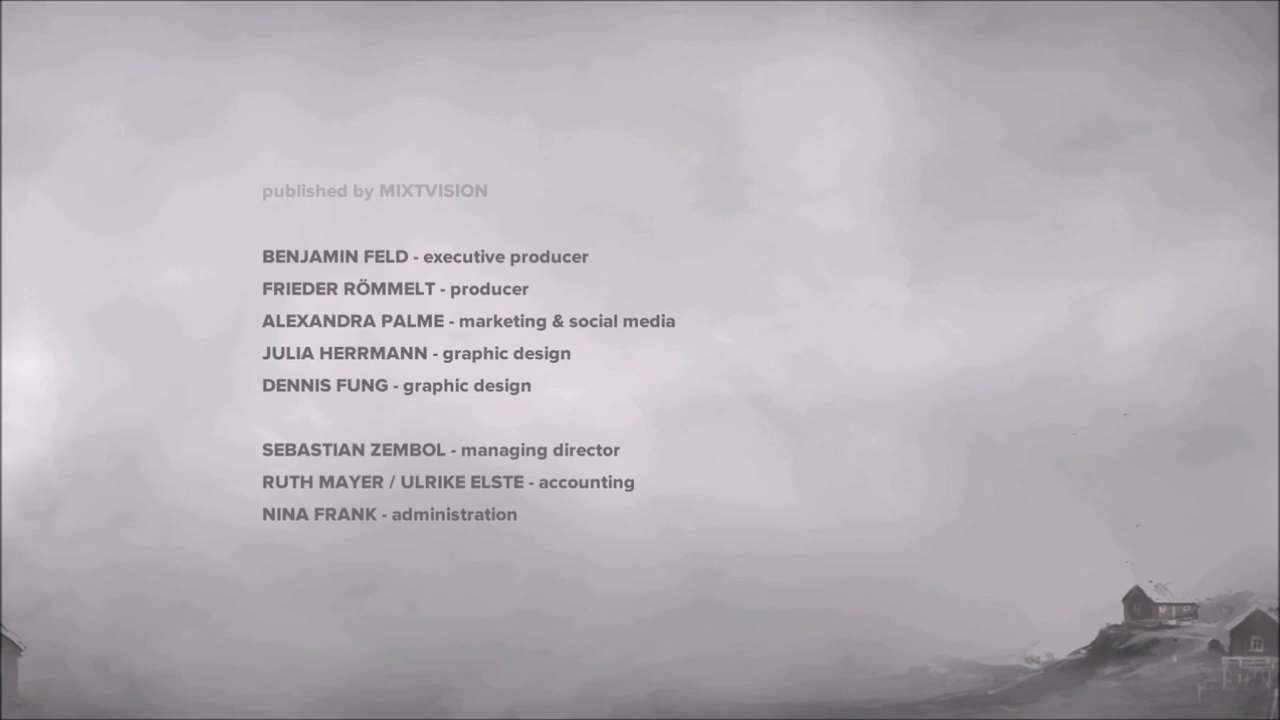 published by MIXTVISION
BENJAMIN FELD - executive producer
FRIEDER RÖMMELT - producer
ALEXANDRA PALME - marketing & social media
JULIA HERRMANN - graphic design
DENNIS FUNG - graphic design
SEBASTIAN ZEMBOL - managing director
RUTH MAYER / ULRIKE ELSTE - accounting
NINA FRANK - administration